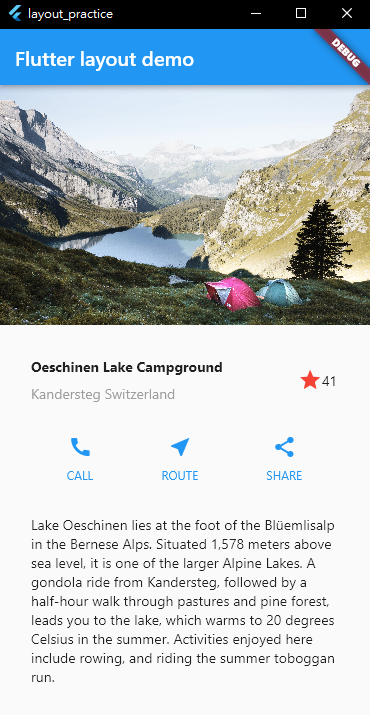 layout_practice
Flutter layout demo
DEBUG
Oeschinen Lake Campground
Kandersteg Switzerland
41
CALL
ROUTE
SHARE
Lake Oeschinen lies at the foot of the Blüemlisalp
in the Bernese Alps. Situated 1,578 meters above
sea level, it is one of the larger Alpine Lakes. A
gondola ride from Kandersteg, followed by a
half-hour walk through pastures and pine forest,
leads you to the lake, which warms to 20 degrees
Celsius in the summer. Activities enjoyed here
include rowing, and riding the summer toboggan
run.